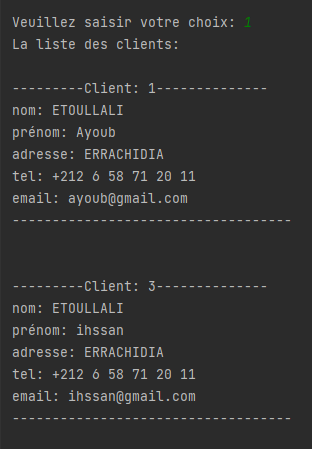 Veuillez saisir votre choix: 1
La liste des clients:
---------Client: 1--------------
nom: ETOULLALI
prénom: Ayoub
adresse: ERRACHIDIA
tel: +212 6 58 71 20 11
email: ayoub@gmail.com
-----------------------------------
---------Client: 3--------------
nom: ETOULLALI
prénom: ihssan
adresse: ERRACHIDIA
tel: +212 6 58 71 20 11
email: ihssan@gmail.com
-----------------------------------